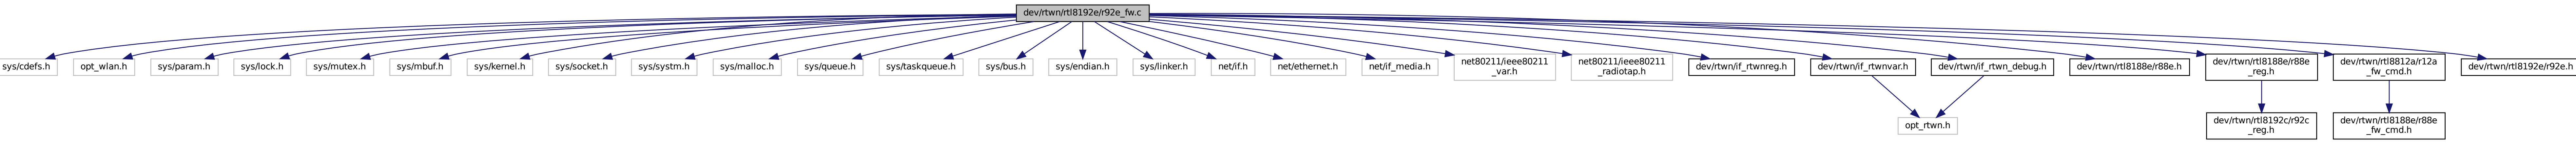 dev/rtwn/rtl8192e/r92e_fw.c
sys/cdefs.h
opt_wlan.h
sys/param.h
sys/lock.h
sys/mutex.h
sys/mbuf.h
sys/kernel.h
sys/socket.h
sys/systm.h
sys/malloc.h
sys/queue.h
sys/taskqueue.h
sys/bus.h
sys/endian.h
sys/linker.h
net/if.h
net/ethernet.h
net/if_media.h
net80211/ieee80211
_var.h
net80211/ieee80211
_radiotap.h
dev/rtwn/if_rtwnreg.h
dev/rtwn/if_rtwnvar.h
dev/rtwn/if_rtwn_debug.h
dev/rtwn/rtl8188e/r88e.h
dev/rtwn/rtl8188e/r88e
_reg.h
dev/rtwn/rtl8812a/r12a
_fw_cmd.h
dev/rtwn/rtl8192e/r92e.h
opt_rtwn.h
dev/rtwn/rtl8192c/r92c
_reg.h
dev/rtwn/rtl8188e/r88e
_fw_cmd.h